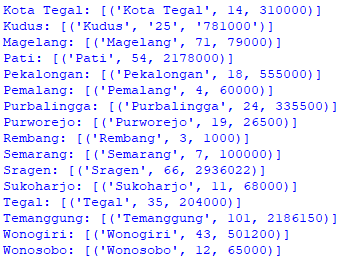 Kota Tegal: [('Kota Tegal', 14, 310000)]
Kudus: [('Kudus', '25', '781000')]
Magelang: [('Magelang', 71, 79000)]
Pati: [('Pati', 54, 2178000)]
Pekalongan: [('Pekalongan', 18, 555000)]
Pemalang: [('Pemalang', 4, 60000)]
Purbalingga: [('Purbalingga', 24, 335500)]
Purworejo: [('Purworejo', 19, 26500)]
Rembang: [('Rembang', 3, 1000)]
Semarang: [('Semarang', 7, 100000)]
Sragen: [('Sragen', 66, 2936022)]
Sukoharjo: [('Sukoharjo', 11, 68000)]
Tegal: [('Tegal', 35, 204000)]
Temanggung: [('Temanggung', 101, 2186150)]
Wonogiri: [('Wonogiri', 43, 501200)]
Wonosobo: [('Wonosobo', 12, 65000)]